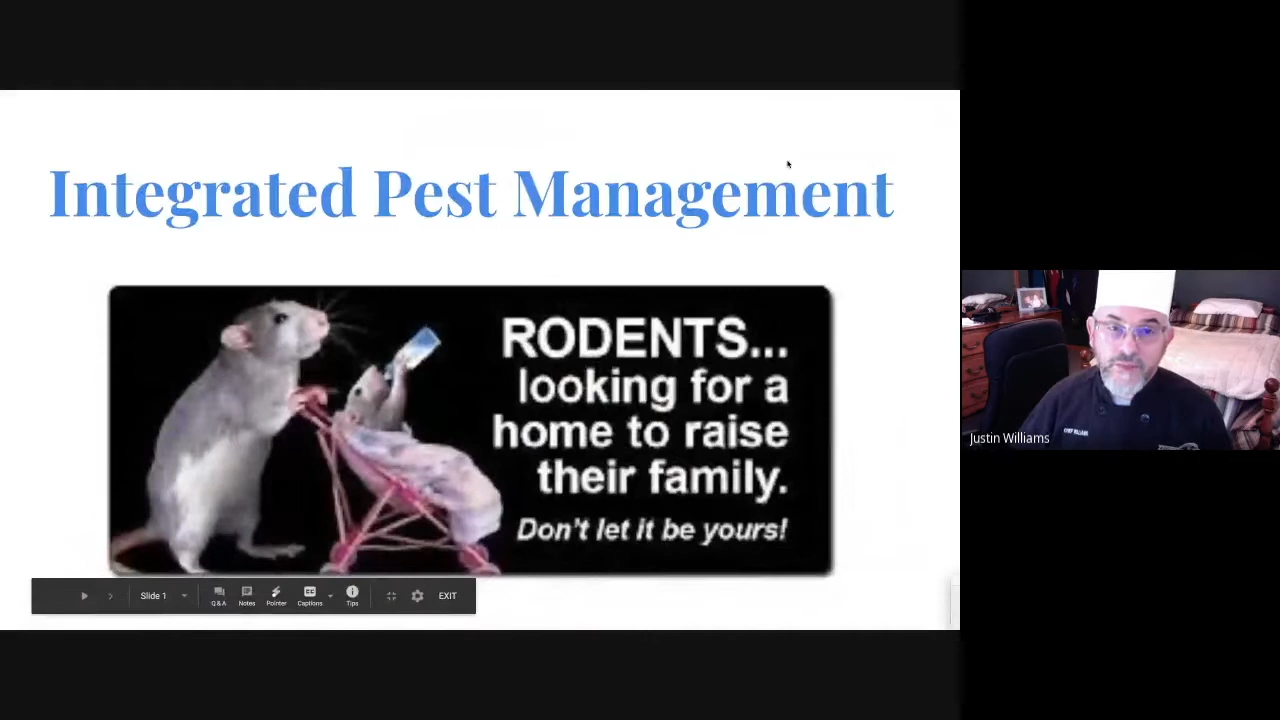 Integrated Pest Management
RODENTS...
looking for a
home to raise
their family.
Don't let it be yours!
Slide 1
Q&A
Notes
Pointer
Captions
Tips
EXIT
Justin Williams